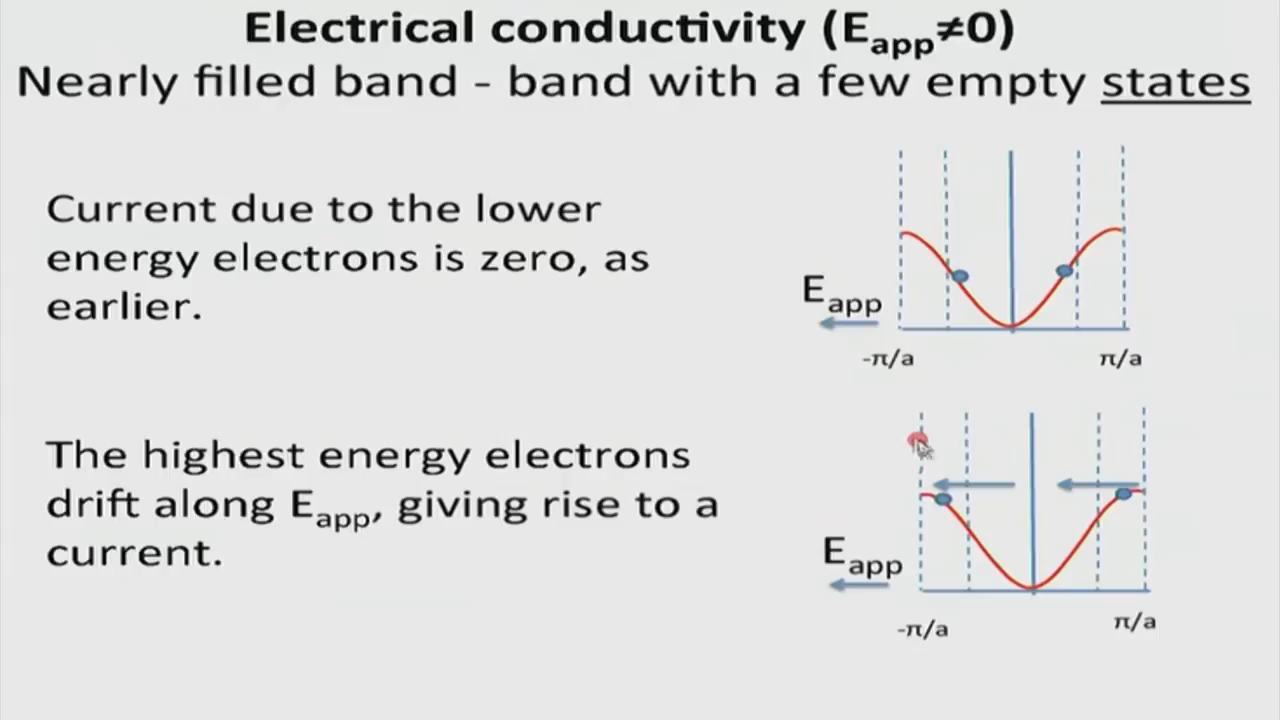 Electrical conductivity (Eapp≠0)
Nearly filled band - band with a few empty states
Current due to the lower
energy electrons is zero, as
earlier.
Eapp
-π/a
π/a
The highest energy electrons
drift along Eapp, giving rise to a
current.
Eapp
-π/a
π/a